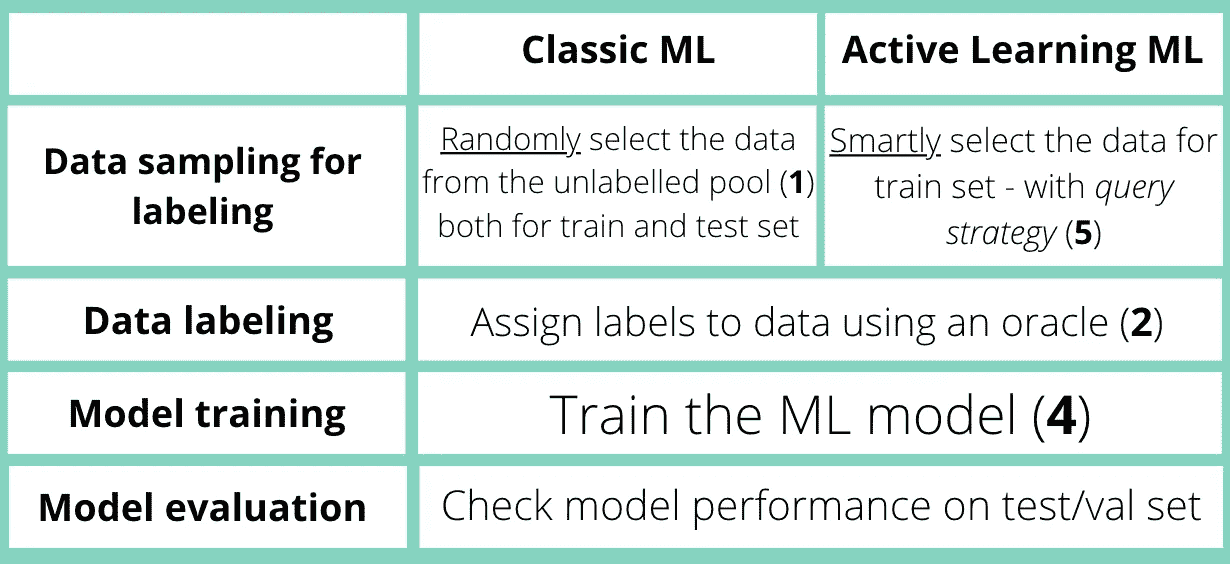 Classic ML
Active Learning ML
Data sampling for
labeling
Randomly select the data
from the unlabelled pool (1)
both for train and test set
Smartly select the data for
train set - with query
strategy (5)
Data labeling
Assign labels to data using an oracle (2)
Model training
Train the ML model (4)
Model evaluation
Check model performance on test/val set